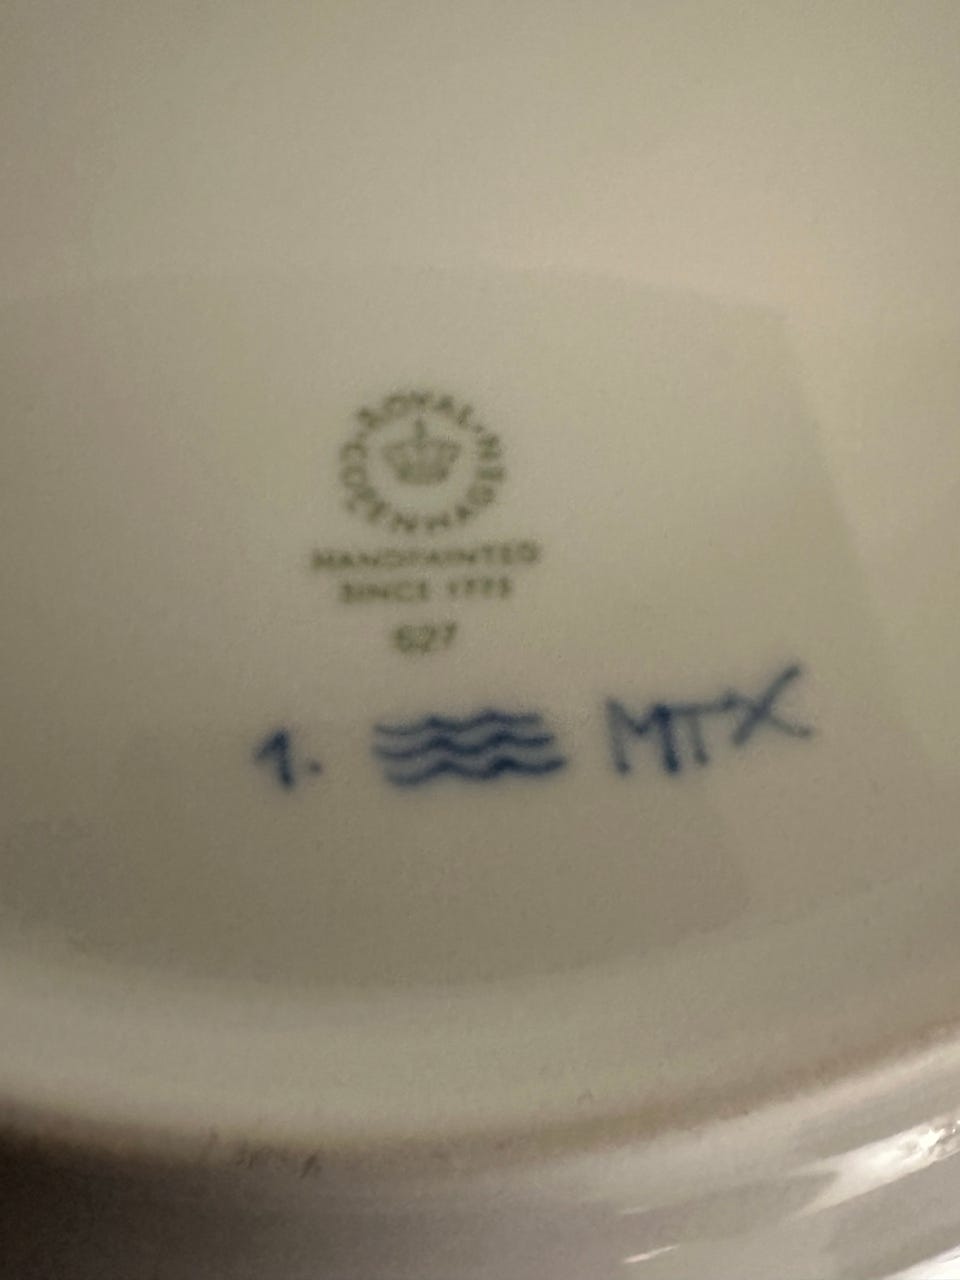 ROYAL COPENHAGEN
HANDPAINTED
SINCE 1775
627
1. MTX